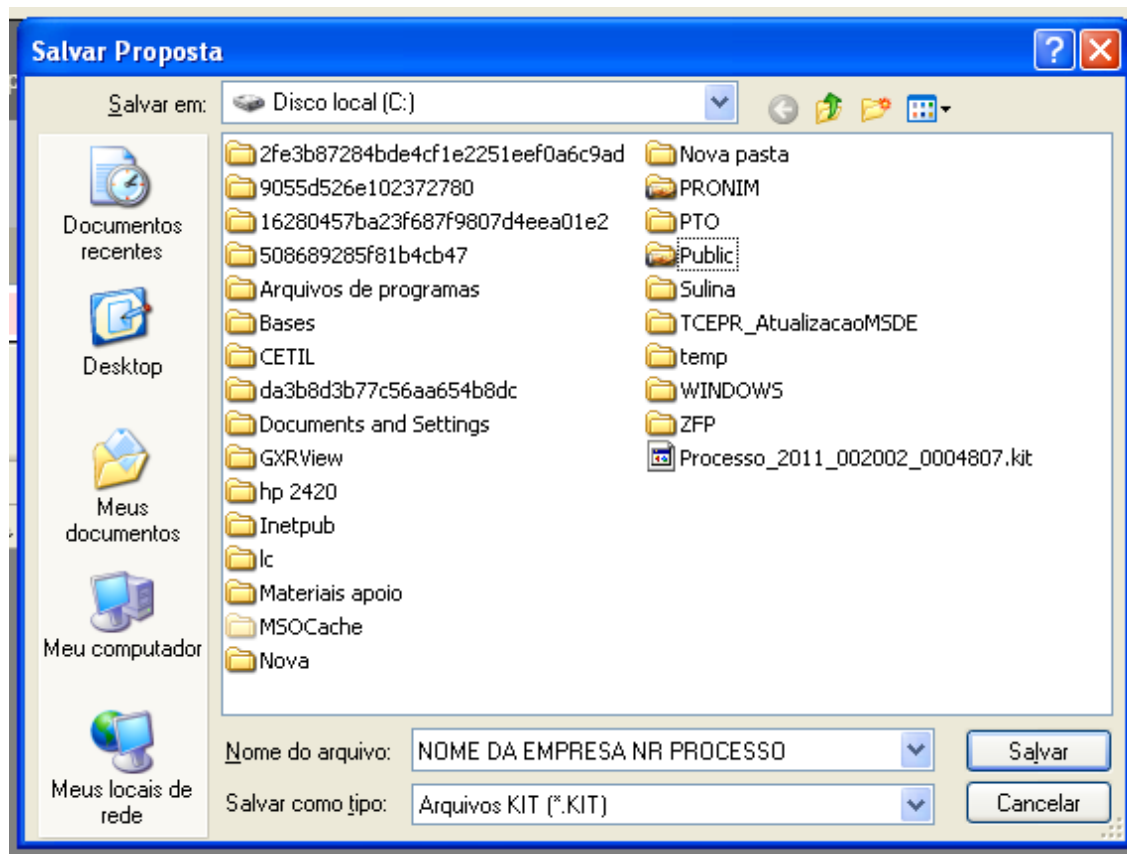 Salvar Proposta
Salvar em:
Disco local (C:)
Documentos
recentes
Desktop
Meus
documentos
Meu computador
Meus locais de
rede
2fe3b87284bde4cf1e2251eef0a6c9ad
9055d526e102372780
16280457ba23f687f9807d4eea01e2
508689285f81b4cb47
Arquivos de programas
Bases
CETIL
da3b8d3b77c56aa654b8dc
Documents and Settings
GXRView
hp 2420
Inetpub
lc
Materiais apoio
MSOCache
Nova
Nova pasta
PRONIM
PTO
Public
Sulina
TCEPR_AtualizacaoMSDE
temp
WINDOWS
ZFP
Processo_2011_002002_0004807.kit
Nome do arquivo:
NOME DA EMPRESA NR PROCESSO
Salvar
Salvar como tipo:
Arquivos KIT (*.KIT)
Cancelar